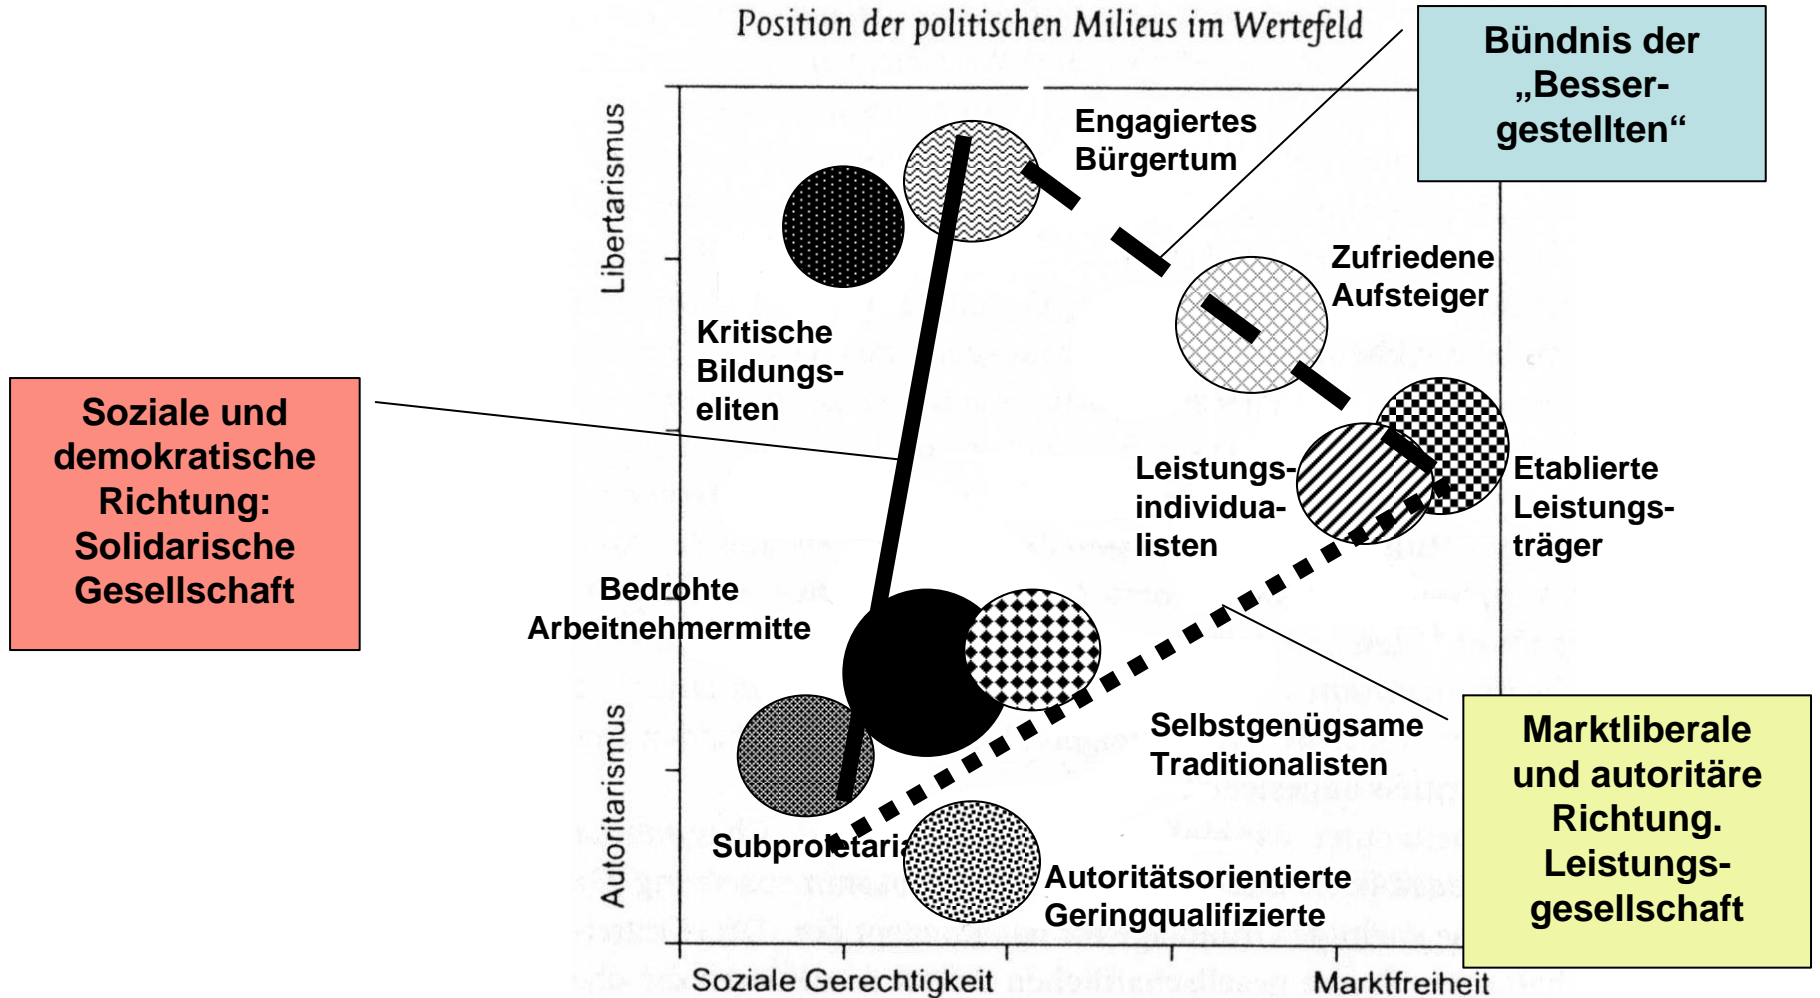 Position der politischen Milieus im Wertefeld
Bündnis der
„Besser-
gestellten“
Libertarismus
Engagiertes
Bürgertum
Zufriedene
Aufsteiger
Kritische
Bildungs-
eliten
Soziale und
demokratische
Richtung:
Solidarische
Gesellschaft
Leistungs-
individua-
listen
Etablierte
Leistungs-
träger
Bedrohte
Arbeitnehmermitte
Autoritarismus
Selbstgenügsame
Traditionalisten
Marktliberale
und autoritäre
Richtung.
Leistungs-
gesellschaft
Subproletaria
Autoritätsorientierte
Geringqualifizierte
Soziale Gerechtigkeit
Marktfreiheit